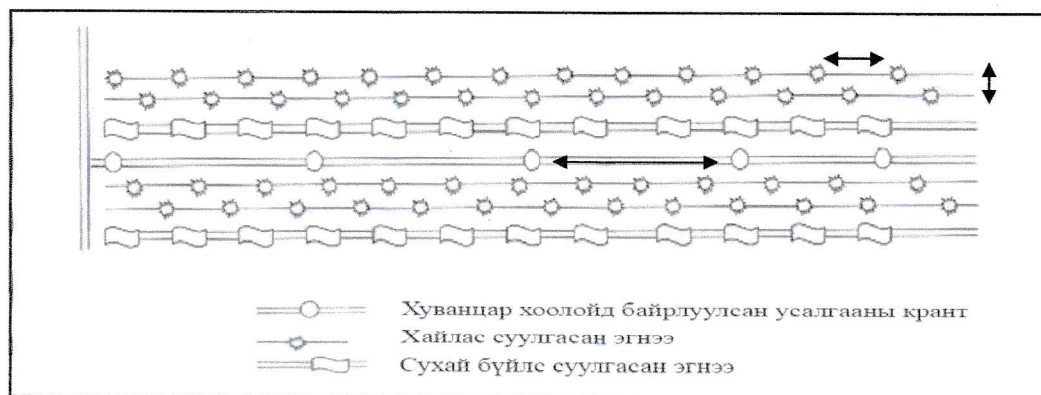 Хуванцар хоолойд байрлуулсан усалгааны крант
Хайлас суулгасан эгнээ
Сухай бүйлс суулгасан эгнээ